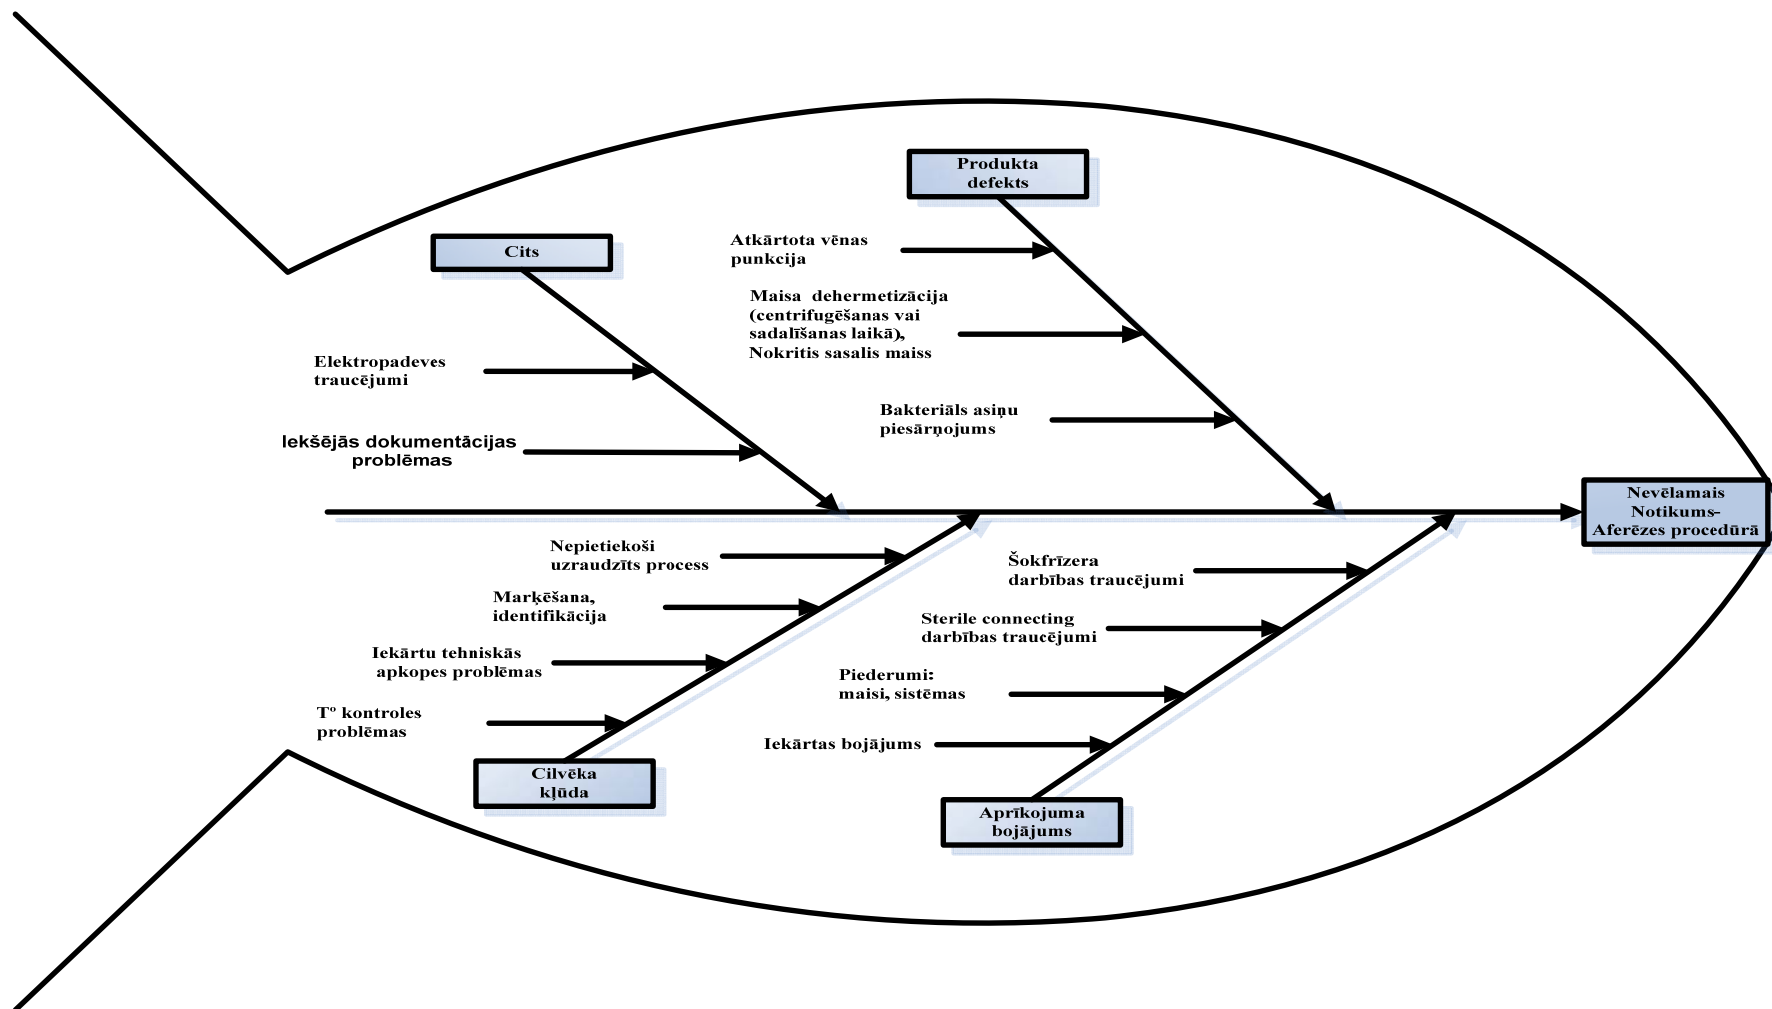 Produkta
defekts
Cits
Atkārtota vēnas
punkcija
Maisa dehermetizācija
(centrifugēšanas vai
sadalīšanas laikā),
Nokritis sasalis maiss
Elektropadeves
traucējumi
Bakteriāls asiņu
piesārņojums
Iekšējās dokumentācijas
problēmas
Nevēlamais
Notikums-
Aferēzes procedūrā
Nepietiekoši
uzraudzīts process
Šokfrīzera
darbības traucējumi
Marķēšana,
identifikācija
Sterile connecting
darbības traucējumi
Iekārtu tehniskās
apkopes problēmas
Piederumi:
maisi, sistēmas
Tº kontroles
problēmas
Iekārtas bojājums
Cilvēka
kļūda
Aprīkojuma
bojājums